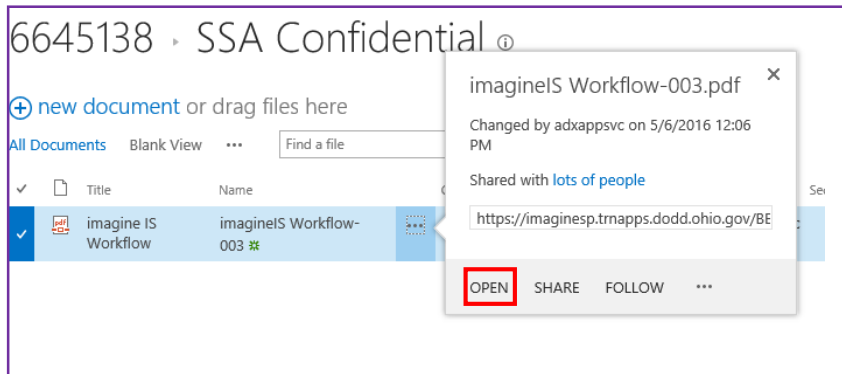 6645138 ▸ SSA Confidential
new document or drag files here
All Documents Blank View ••• Find a file
Title Name
imagine IS
Workflow
imagineIS Workflow-
003
imagineIS Workflow-003.pdf
Changed by adxappsvc on 5/6/2016 12:06
PM
Shared with lots of people
https://imaginesp.trnapps.dodd.ohio.gov/BE
OPEN SHARE FOLLOW •••